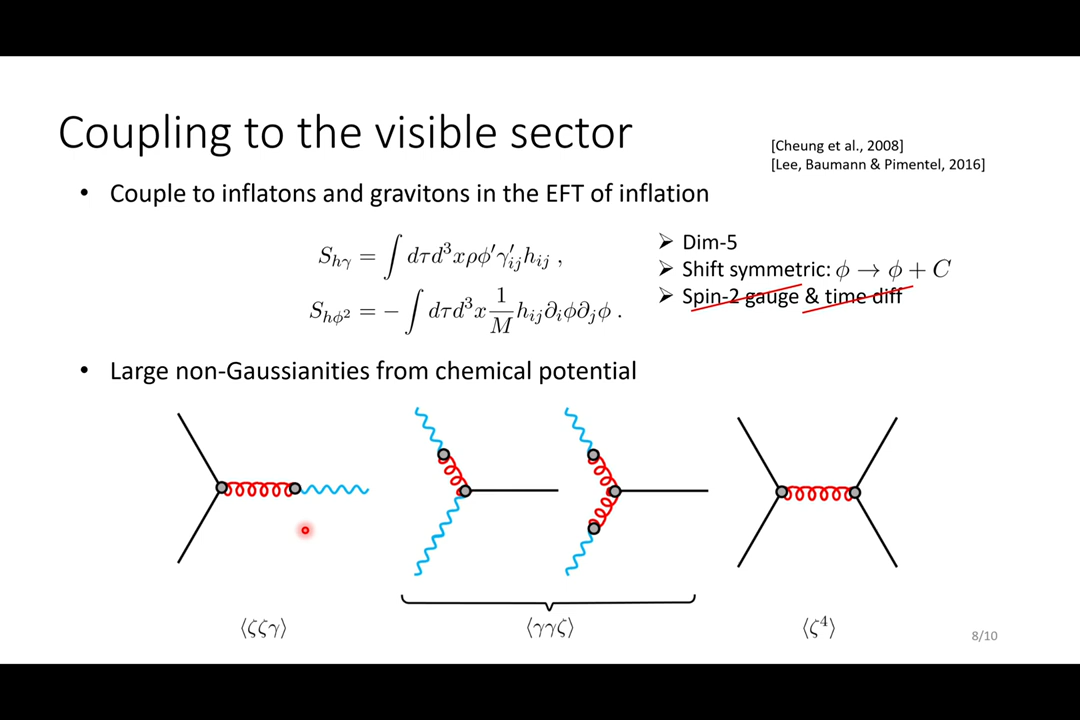 Coupling to the visible sector
[Cheung et al., 2008]
[Lee, Baumann & Pimentel, 2016]
• Couple to inflatons and gravitons in the EFT of inflation
S_{hγ} = ∫ dτd³xρϕ′γ′_{ij}h_{ij} ,
S_{hϕ²} = − ∫ dτd³x \frac{1}{M} h_{ij}∂_iϕ∂_jϕ .
➢ Dim-5
➢ Shift symmetric: ϕ → ϕ + C
➢ Spin-2 gauge & time diff
• Large non-Gaussianities from chemical potential
⟨ζζγ⟩
⟨γγζ⟩
⟨ζ⁴⟩
8/10